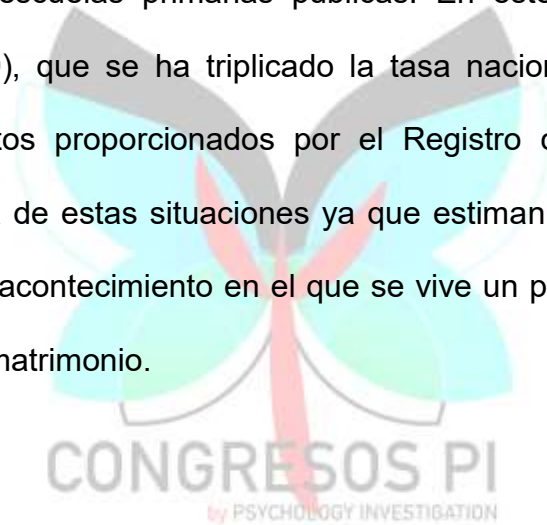 escuelas primarias públicas. En este
), que se ha triplicado la tasa nacion
tos proporcionados por el Registro c
de estas situaciones ya que estiman
acontecimiento en el que se vive un p
matrimonio.
CONGRESOS PI
by PSYCHOLOGY INVESTIGATION